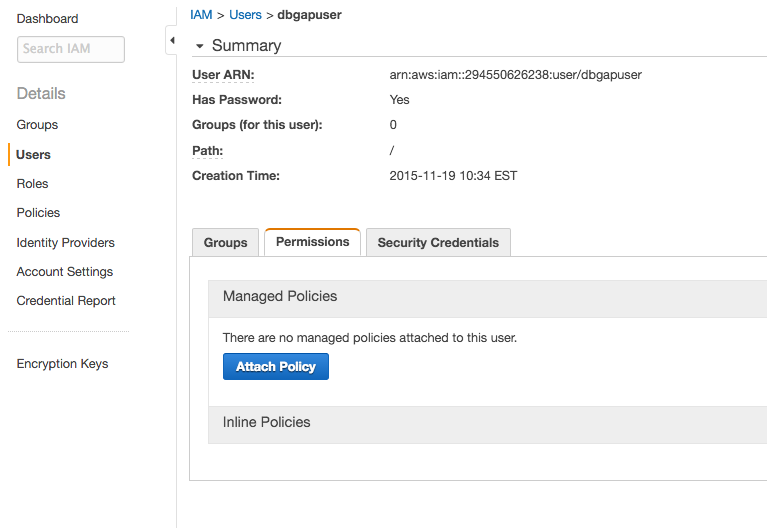 Dashboard
Search IAM
Details
Groups
Users
Roles
Policies
Identity Providers
Account Settings
Credential Report
Encryption Keys
IAM > Users > dbgapuser
Summary
User ARN: arn:aws:iam::294550626238:user/dbgapuser
Has Password: Yes
Groups (for this user): 0
Path: /
Creation Time: 2015-11-19 10:34 EST
Groups Permissions Security Credentials
Managed Policies
There are no managed policies attached to this user.
Attach Policy
Inline Policies